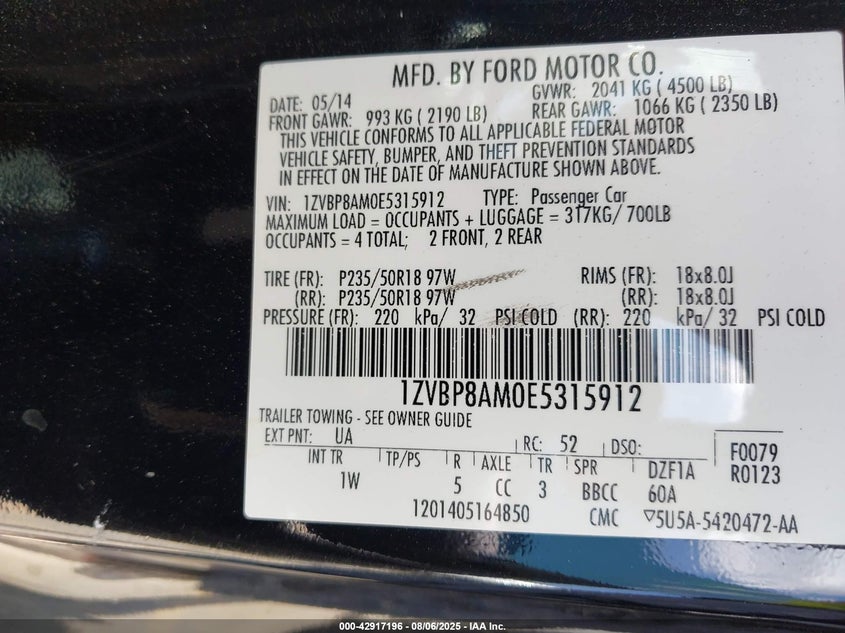 MFD. BY FORD MOTOR CO.
DATE: 05/14 GVWR: 2041 KG ( 4500 LB)
FRONT GAWR: 993 KG ( 2190 LB) REAR GAWR: 1066 KG ( 2350 LB)
THIS VEHICLE CONFORMS TO ALL APPLICABLE FEDERAL MOTOR
VEHICLE SAFETY, BUMPER, AND THEFT PREVENTION STANDARDS
IN EFFECT ON THE DATE OF MANUFACTURE SHOWN ABOVE.
VIN: 1ZVBP8AM0E5315912 TYPE: Passenger Car
MAXIMUM LOAD = OCCUPANTS + LUGGAGE = 317KG/ 700LB
OCCUPANTS = 4 TOTAL; 2 FRONT, 2 REAR
TIRE (FR): P235/50R18 97W RIMS (FR): 18x8.0J
(RR): P235/50R18 97W (RR): 18x8.0J
PRESSURE (FR): 220 kPa/ 32 PSI COLD (RR): 220 kPa/ 32 PSI COLD
1ZVBP8AM0E5315912
TRAILER TOWING - SEE OWNER GUIDE
EXT PNT: UA RC: 52 DSO: F0079
INT TR TP/PS R AXLE TR SPR DZF1A R0123
1W 5 CC 3 BBCC 60A
1201405164850 CMC ▽5U5A-5420472-AA
000-42917196 - 08/06/2025 - IAA Inc.